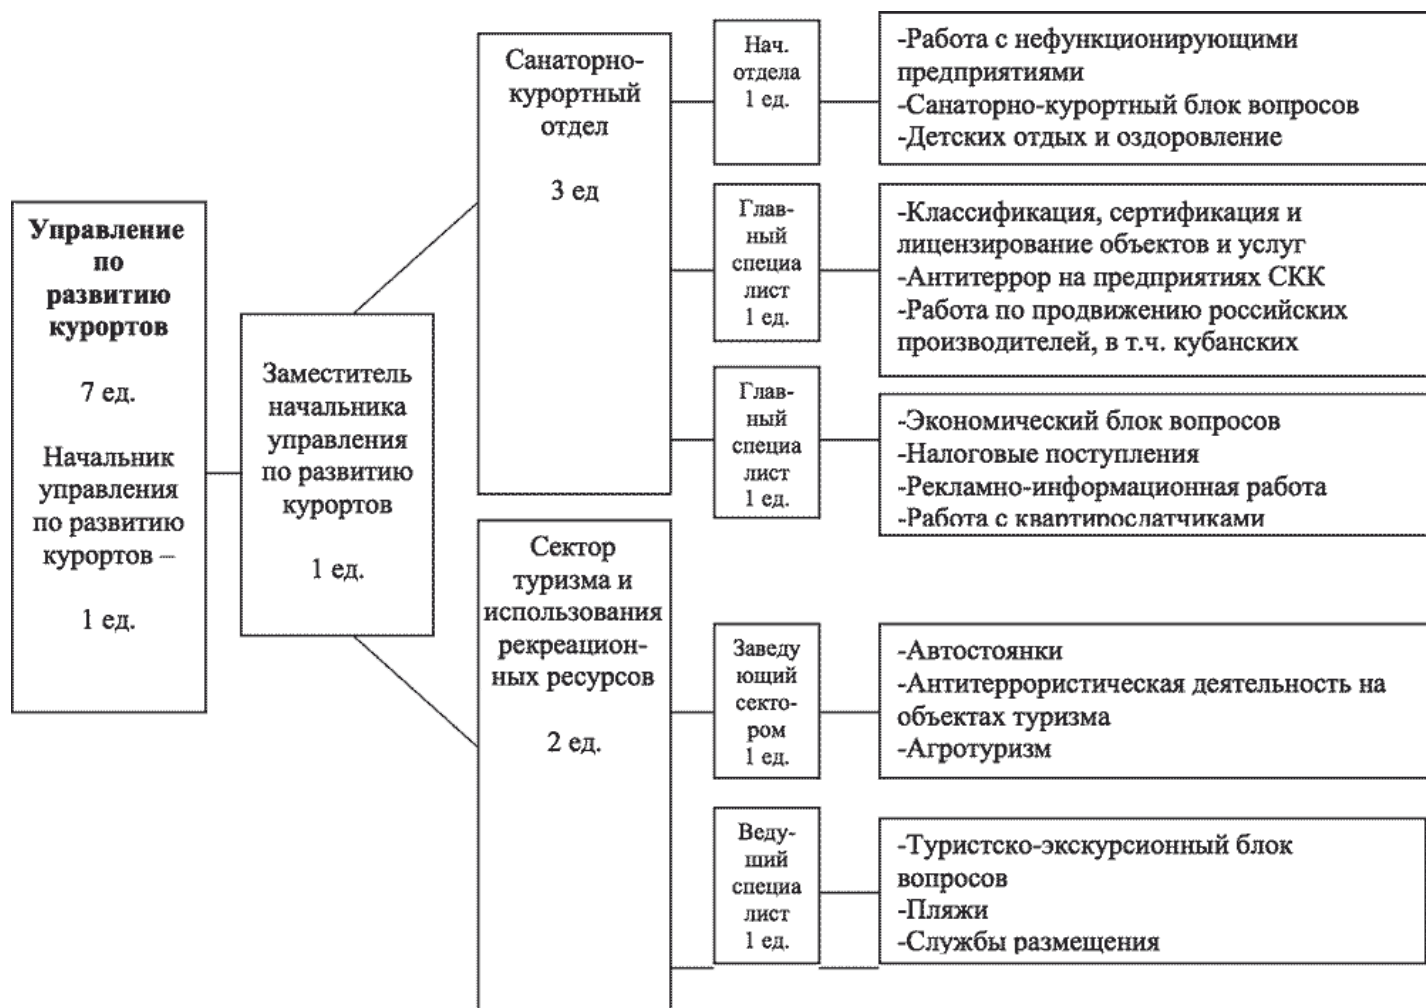 Управление
по
развитию
курортов
7 ед.
Начальник
управления
по развитию
курортов –
1 ед.
Заместитель
начальника
управления
по развитию
курортов
1 ед.
Санаторно-
курортный
отдел
3 ед
Нач.
отдела
1 ед.
-Работа с нефункционирующими
предприятиями
-Санаторно-курортный блок вопросов
-Детских отдых и оздоровление
Глав-
ный
специа
лист
1 ед.
-Классификация, сертификация и
лицензирование объектов и услуг
-Антитеррор на предприятиях СКК
-Работа по продвижению российских
производителей, в т.ч. кубанских
Глав-
ный
специа
лист
1 ед.
-Экономический блок вопросов
-Налоговые поступления
-Рекламно-информационная работа
-Работа с квартирослатчиками
Сектор
туризма и
использования
рекреацион-
ных ресурсов
2 ед.
Заведу
ющий
секто-
ром
1 ед.
-Автостоянки
-Антитеррористическая деятельность на
объектах туризма
-Агротуризм
Веду-
щий
специа
лист
1 ед.
-Туристско-экскурсионный блок
вопросов
-Пляжи
-Службы размещения